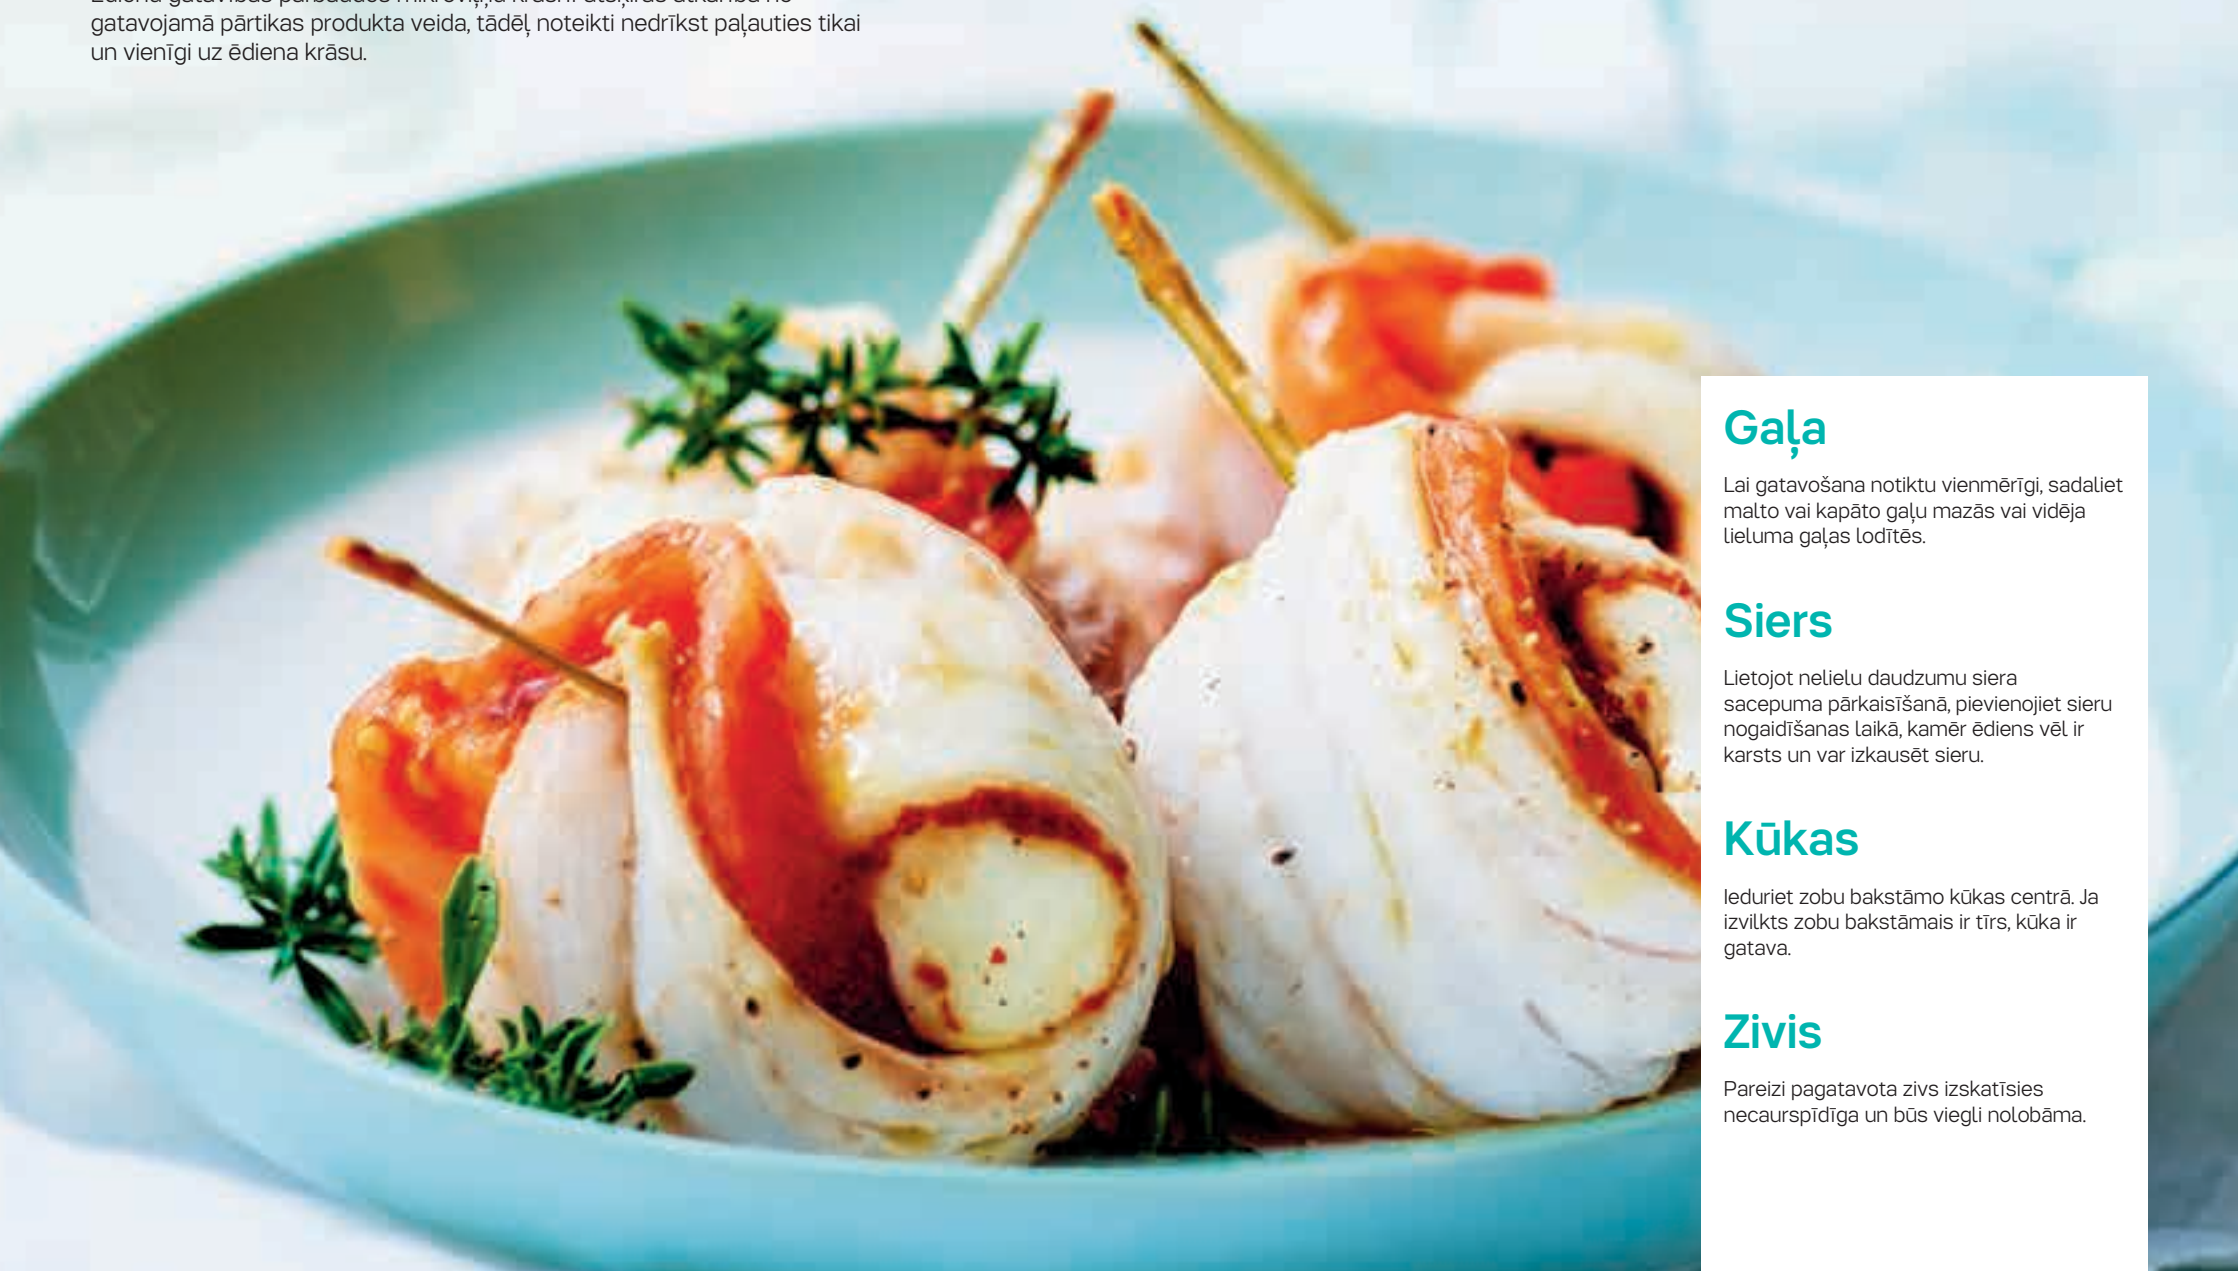 gatavojamā pārtikas produkta veida, tādēļ noteikti nedrīkst paļauties tikai
un vienīgi uz ēdiena krāsu.
Gaļa
Lai gatavošana notiktu vienmērīgi, sadaliet
malto vai kapāto gaļu mazās vai vidēja
lieluma gaļas lodītēs.
Siers
Lietojot nelielu daudzumu siera
sacepuma pārkaisīšanā, pievienojiet sieru
nogaidīšanas laikā, kamēr ēdiens vēl ir
karsts un var izkausēt sieru.
Kūkas
Ieduriet zobu bakstāmo kūkas centrā. Ja
izvilkts zobu bakstāmais ir tīrs, kūka ir
gatava.
Zivis
Pareizi pagatavota zivs izskatīsies
necaurspīdīga un būs viegli nolobāma.